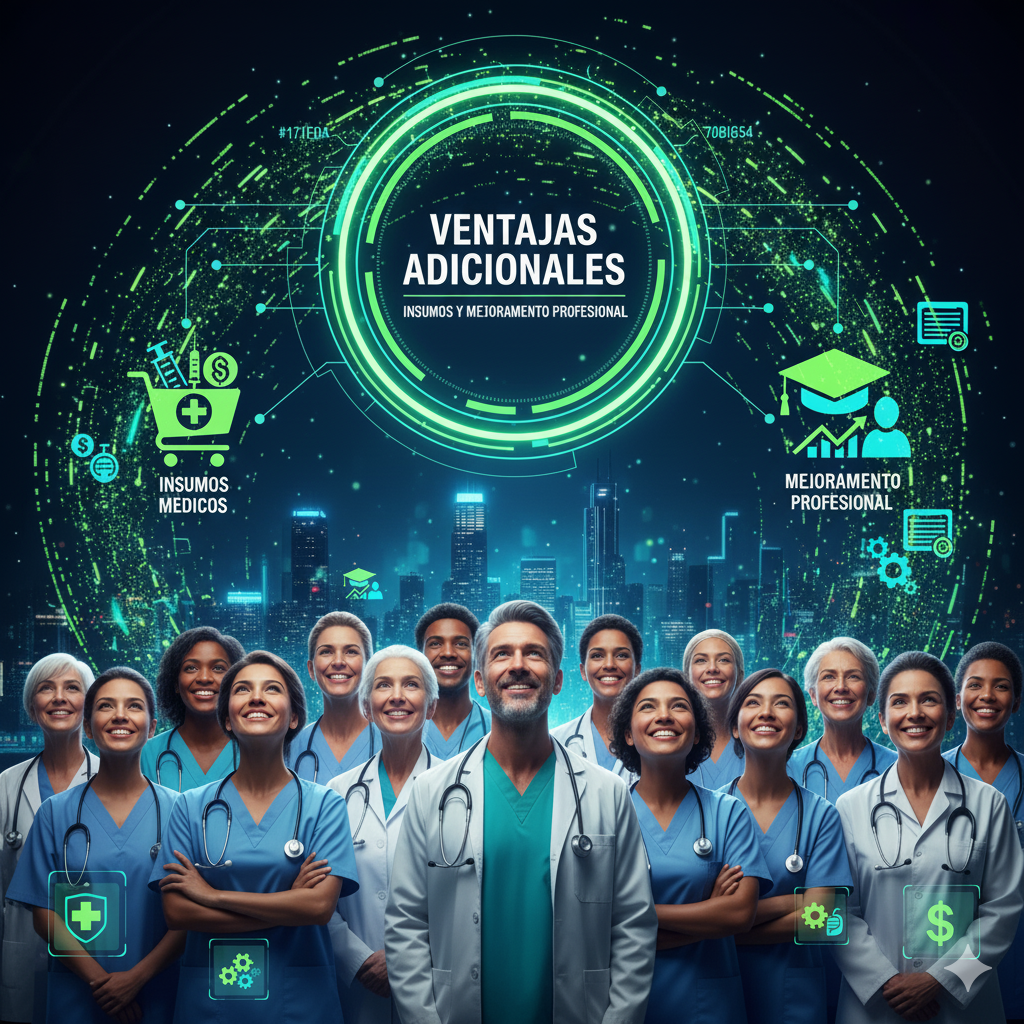 #171EDA
70BI654
VENTAJAS
ADICIONALES
INSUMOS Y MEJORAMENTO PROFESIONAL
INSUMOS
MEDICOS
MEJORAMENTO
PROFESIONAL